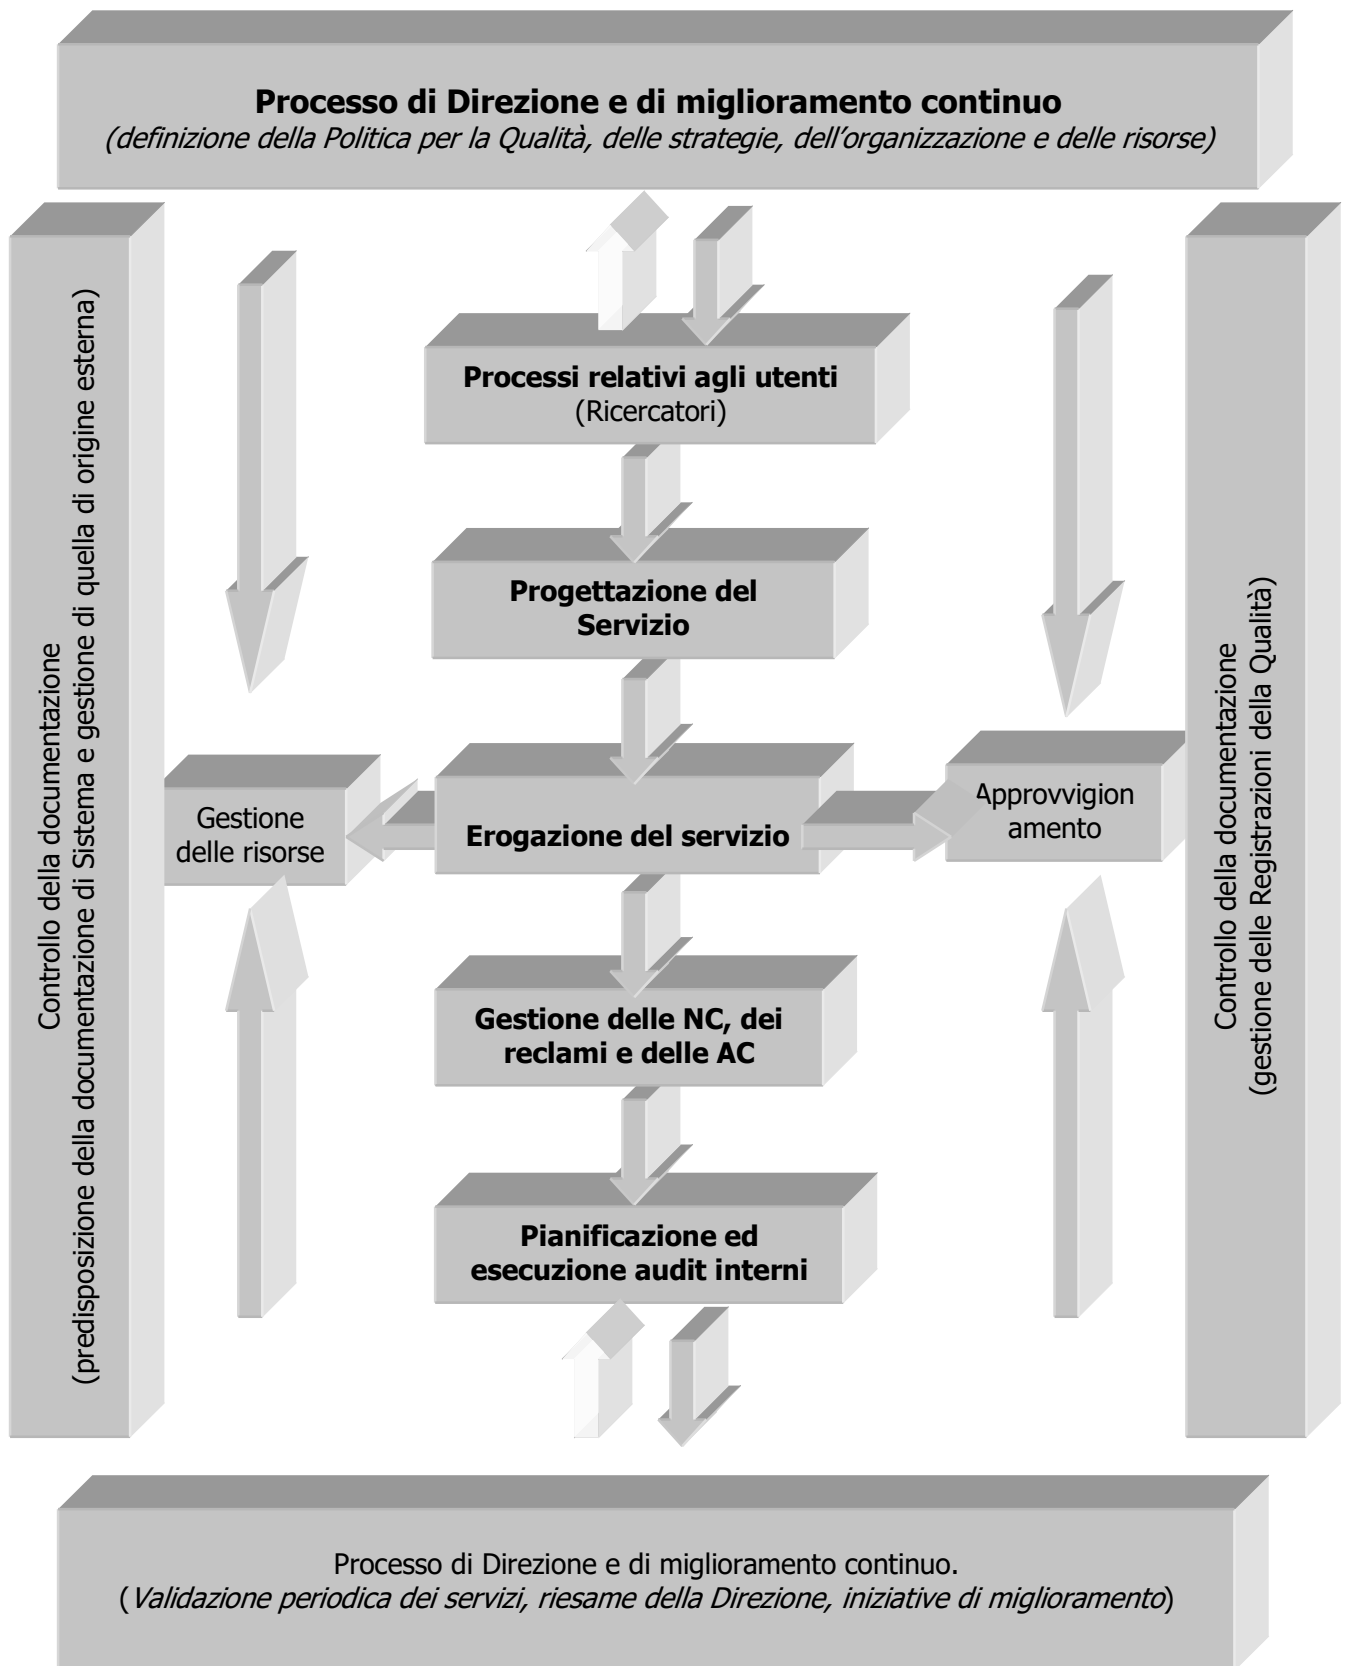 Processo di Direzione e di miglioramento continuo
(definizione della Politica per la Qualità, delle strategie, dell'organizzazione e delle risorse)
Controllo della documentazione
(predisposizione della documentazione di Sistema e gestione di quella di origine esterna)
Processi relativi agli utenti
(Ricercatori)
Progettazione del
Servizio
Gestione
delle risorse
Erogazione del servizio
Approvvigion
amento
Gestione delle NC, dei
reclami e delle AC
Pianificazione ed
esecuzione audit interni
Controllo della documentazione
(gestione delle Registrazioni della Qualità)
Processo di Direzione e di miglioramento continuo.
(Validazione periodica dei servizi, riesame della Direzione, iniziative di miglioramento)